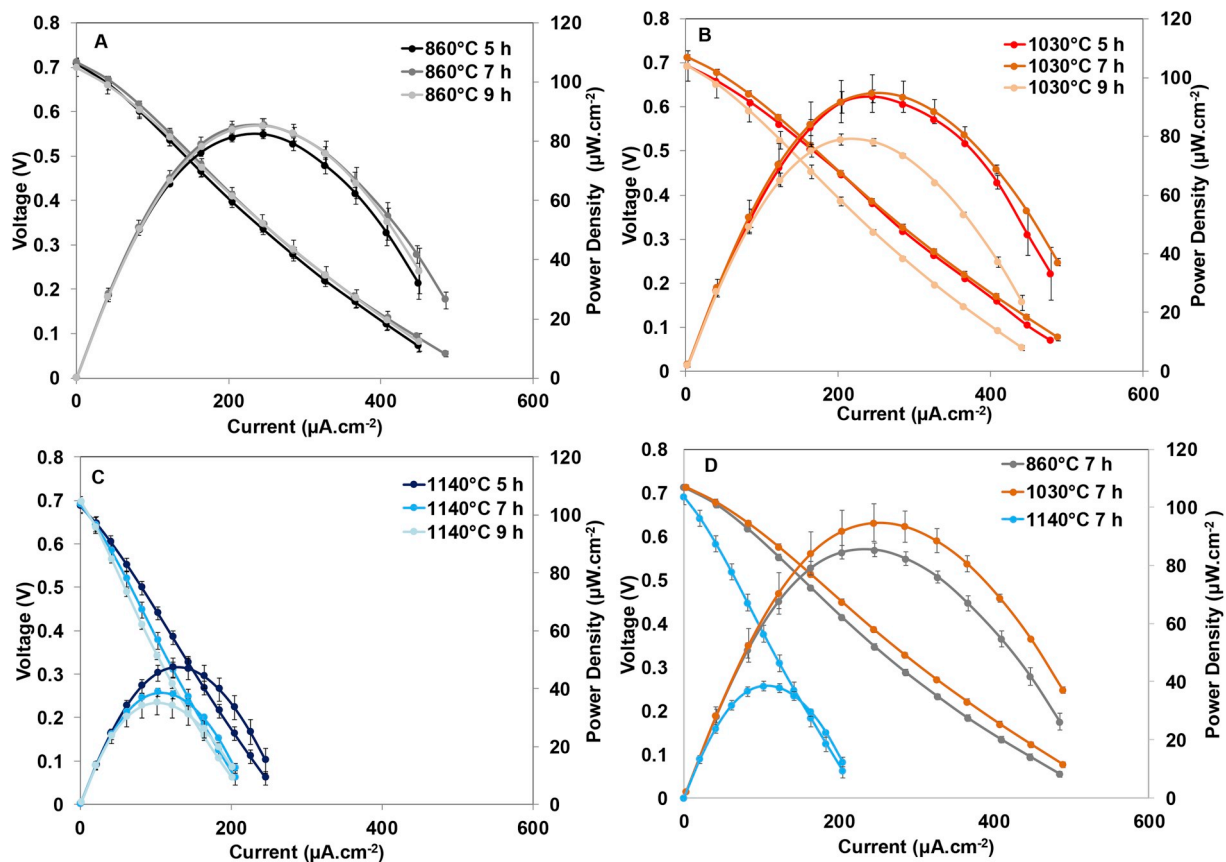 A
860°C 5 h
860°C 7 h
860°C 9 h
Voltage (V)
0.8
0.7
0.6
0.5
0.4
0.3
0.2
0.1
0
120
100
80
60
40
20
0
Power Density (µW.cm-2)
0 200 400 600
Current (µA.cm-2)
B
1030°C 5 h
1030°C 7 h
1030°C 9 h
Voltage (V)
0.8
0.7
0.6
0.5
0.4
0.3
0.2
0.1
0
120
100
80
60
40
20
0
Power Density (µW.cm-2)
0 200 400 600
Current (µA.cm-2)
C
1140°C 5 h
1140°C 7 h
1140°C 9 h
Voltage (V)
0.8
0.7
0.6
0.5
0.4
0.3
0.2
0.1
0
120
100
80
60
40
20
0
Power Density (µW.cm-2)
0 200 400 600
Current (µA.cm-2)
D
860°C 7 h
1030°C 7 h
1140°C 7 h
Voltage (V)
0.8
0.7
0.6
0.5
0.4
0.3
0.2
0.1
0
120
100
80
60
40
20
0
Power Density (µW.cm-2)
0 200 400 600
Current (µA.cm-2)